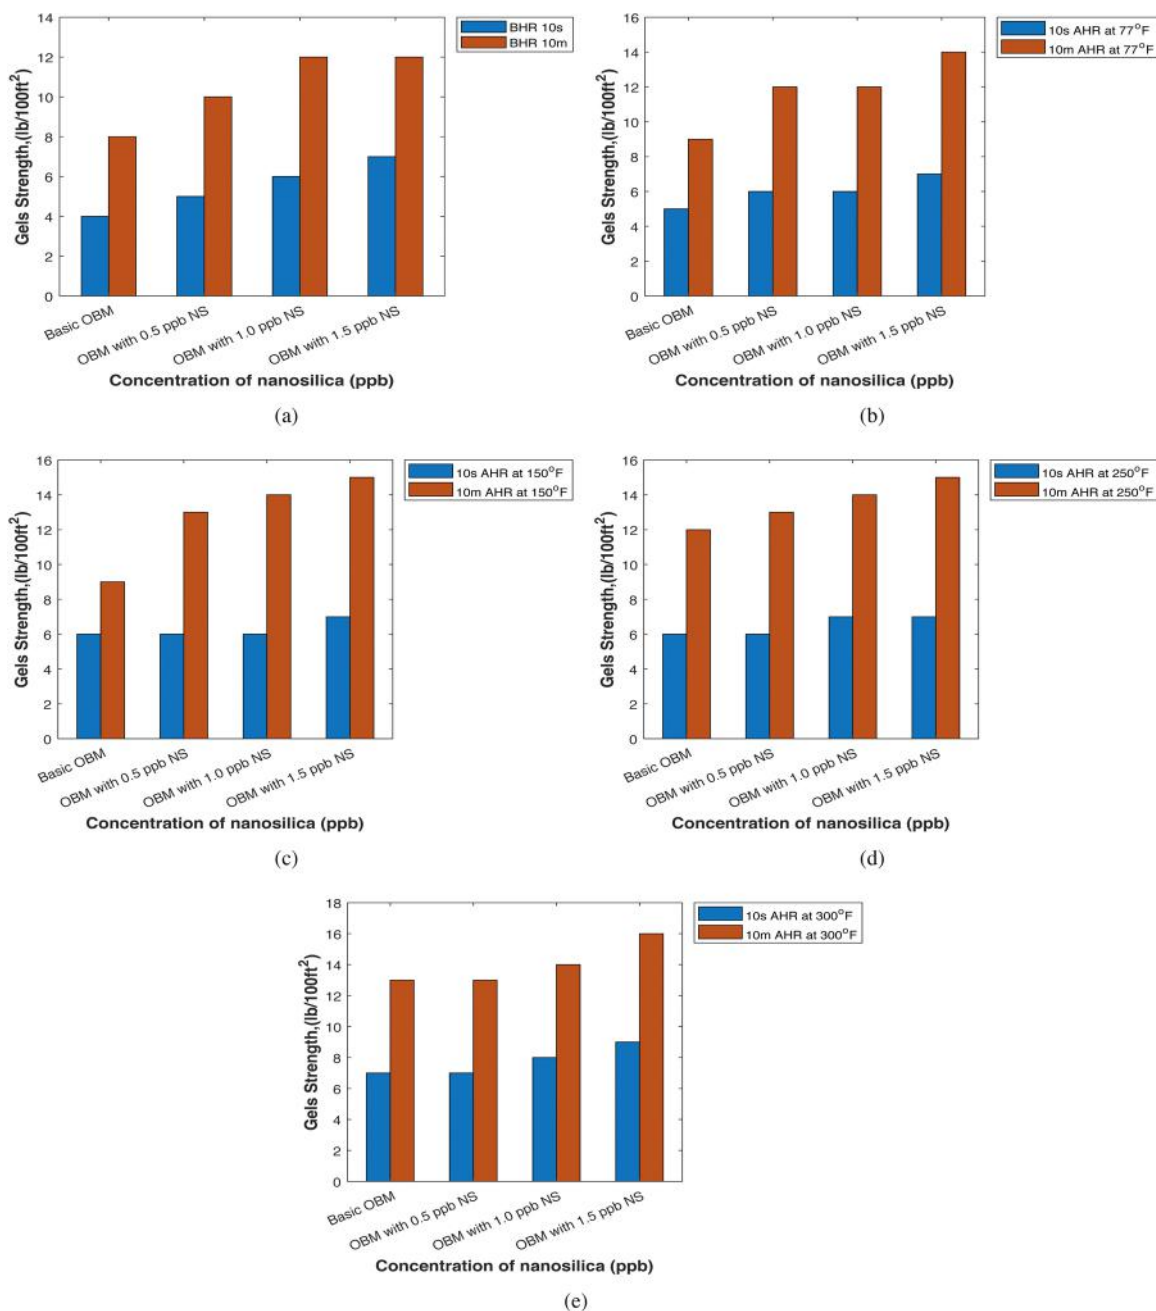 14
12
10
8
6
4
2
0
Gels Strength,(lb/100ft²)
Basic OBM
OBM with 0.5 ppb NS
OBM with 1.0 ppb NS
OBM with 1.5 ppb NS
Concentration of nanosilica (ppb)
BHR 10s
BHR 10m
(a)
16
14
12
10
8
6
4
2
0
Gels Strength,(lb/100ft²)
Basic OBM
OBM with 0.5 ppb NS
OBM with 1.0 ppb NS
OBM with 1.5 ppb NS
Concentration of nanosilica (ppb)
10s AHR at 77°F
10m AHR at 77°F
(b)
16
14
12
10
8
6
4
2
0
Gels Strength,(lb/100ft²)
Basic OBM
OBM with 0.5 ppb NS
OBM with 1.0 ppb NS
OBM with 1.5 ppb NS
Concentration of nanosilica (ppb)
10s AHR at 150°F
10m AHR at 150°F
(c)
16
14
12
10
8
6
4
2
0
Gels Strength,(lb/100ft²)
Basic OBM
OBM with 0.5 ppb NS
OBM with 1.0 ppb NS
OBM with 1.5 ppb NS
Concentration of nanosilica (ppb)
10s AHR at 250°F
10m AHR at 250°F
(d)
18
16
14
12
10
8
6
4
2
0
Gels Strength,(lb/100ft²)
Basic OBM
OBM with 0.5 ppb NS
OBM with 1.0 ppb NS
OBM with 1.5 ppb NS
Concentration of nanosilica (ppb)
10s AHR at 300°F
10m AHR at 300°F
(e)